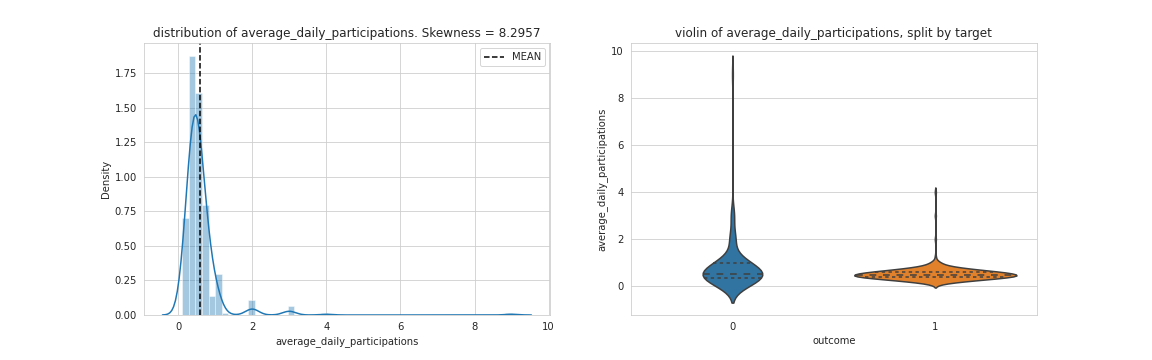 distribution of average_daily_participations. Skewness = 8.2957
MEAN
1.75
1.50
1.25
1.00
0.75
0.50
0.25
0.00
Density
0 2 4 6 8 10
average_daily_participations
violin of average_daily_participations, split by target
10
8
6
4
2
0
average_daily_participations
0 1
outcome